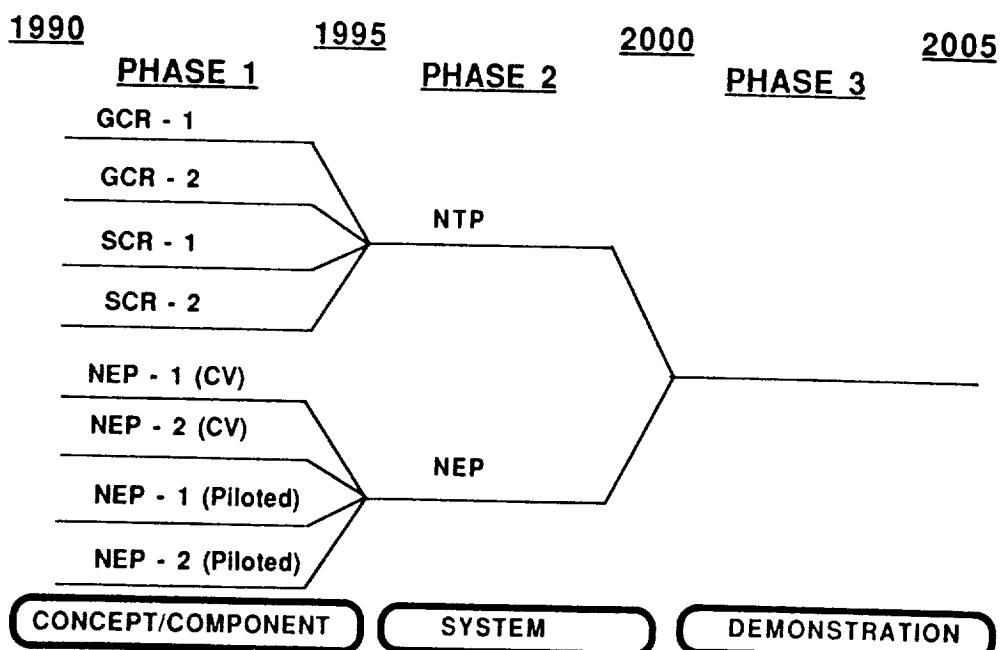 1990 1995 2000 2005
PHASE 1 PHASE 2 PHASE 3
GCR - 1
GCR - 2
SCR - 1
SCR - 2
NTP
NEP - 1 (CV)
NEP - 2 (CV)
NEP - 1 (Piloted)
NEP - 2 (Piloted)
NEP
CONCEPT/COMPONENT SYSTEM DEMONSTRATION